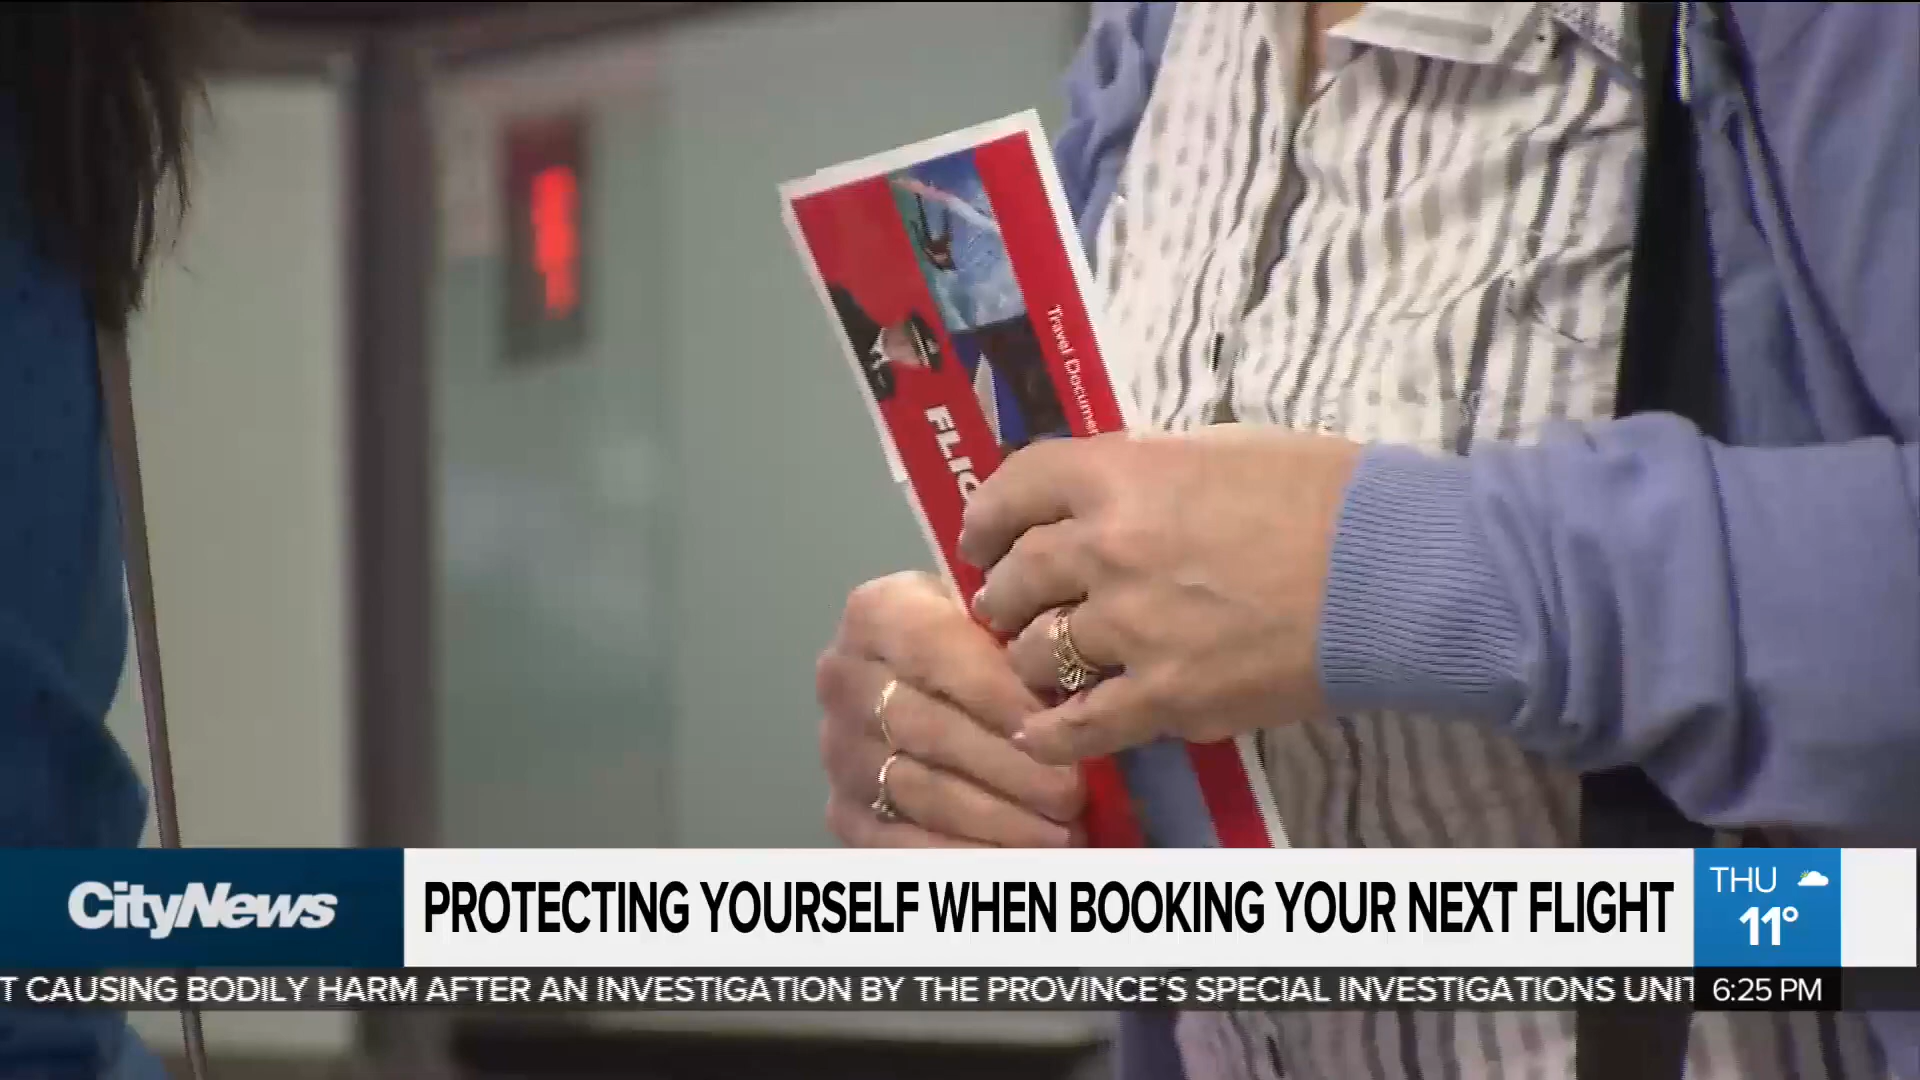 Travel Documen
FLIG
CityNews
PROTECTING YOURSELF WHEN BOOKING YOUR NEXT FLIGHT
THU
11°
T CAUSING BODILY HARM AFTER AN INVESTIGATION BY THE PROVINCE'S SPECIAL INVESTIGATIONS UNIT
6:25 PM